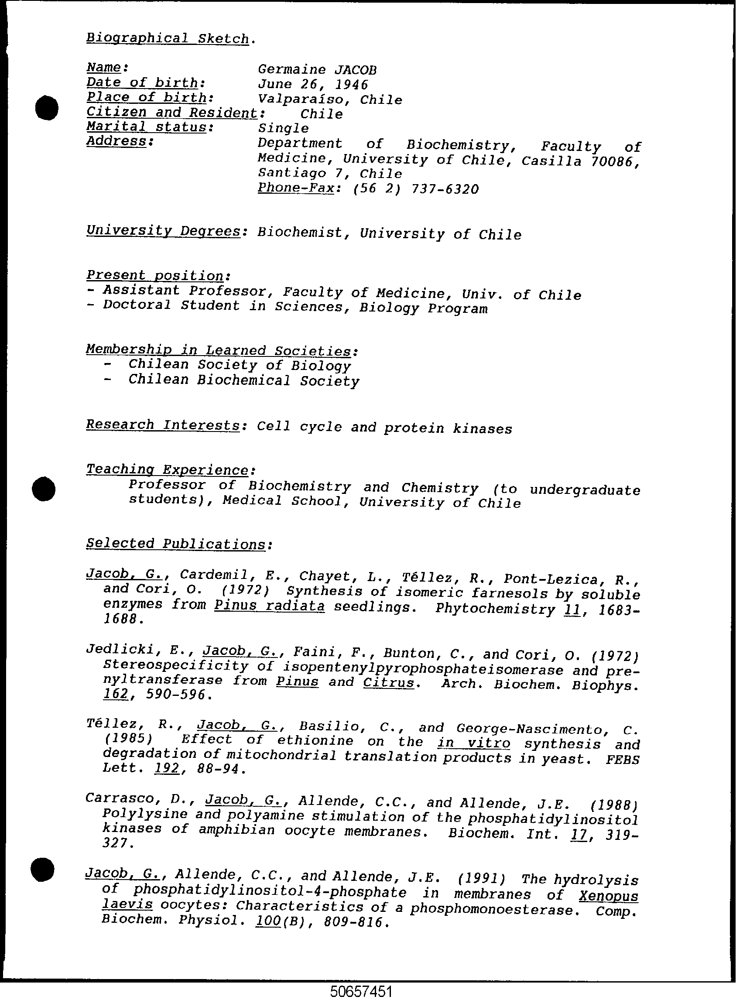 Biographical Sketch.
Name: Germaine JACOB
Date of birth: June 26, 1946
Place of birth: Valparaíso, Chile
Citizen and Resident: Chile
Marital status: Single
Address: Department of Biochemistry, Faculty of
Medicine, University of Chile, Casilla 70086,
Santiago 7, Chile
Phone-Fax: (56 2) 737-6320
University Degrees: Biochemist, University of Chile
Present position:
- Assistant Professor, Faculty of Medicine, Univ. of Chile
- Doctoral Student in Sciences, Biology Program
Membership in Learned Societies:
- Chilean Society of Biology
- Chilean Biochemical Society
Research Interests: Cell cycle and protein kinases
Teaching Experience:
Professor of Biochemistry and Chemistry (to undergraduate
students), Medical School, University of Chile
Selected Publications:
Jacob, G., Cardemil, E., Chayet, L., Téllez, R., Pont-Lezica, R.,
and Cori, O. (1972) Synthesis of isomeric farnesols by soluble
enzymes from Pinus radiata seedlings. Phytochemistry 11, 1683-
1688.
Jedlicki, E., Jacob, G., Faini, F., Bunton, C., and Cori, O. (1972)
Stereospecificity of isopentenylpyrophosphateisomerase and pre-
nyltransferase from Pinus and Citrus. Arch. Biochem. Biophys.
162, 590-596.
Téllez, R., Jacob, G., Basilio, C., and George-Nascimento, C.
(1985) Effect of ethionine on the in vitro synthesis and
degradation of mitochondrial translation products in yeast. FEBS
Lett. 192, 88-94.
Carrasco, D., Jacob, G., Allende, C.C., and Allende, J.E. (1988)
Polylysine and polyamine stimulation of the phosphatidylinositol
kinases of amphibian oocyte membranes. Biochem. Int. 17, 319-
327.
Jacob, G., Allende, C.C., and Allende, J.E. (1991) The hydrolysis
of phosphatidylinositol-4-phosphate in membranes of Xenopus
laevis oocytes: Characteristics of a phosphomonoesterase. Comp.
Biochem. Physiol. 100(B), 809-816.
50657451